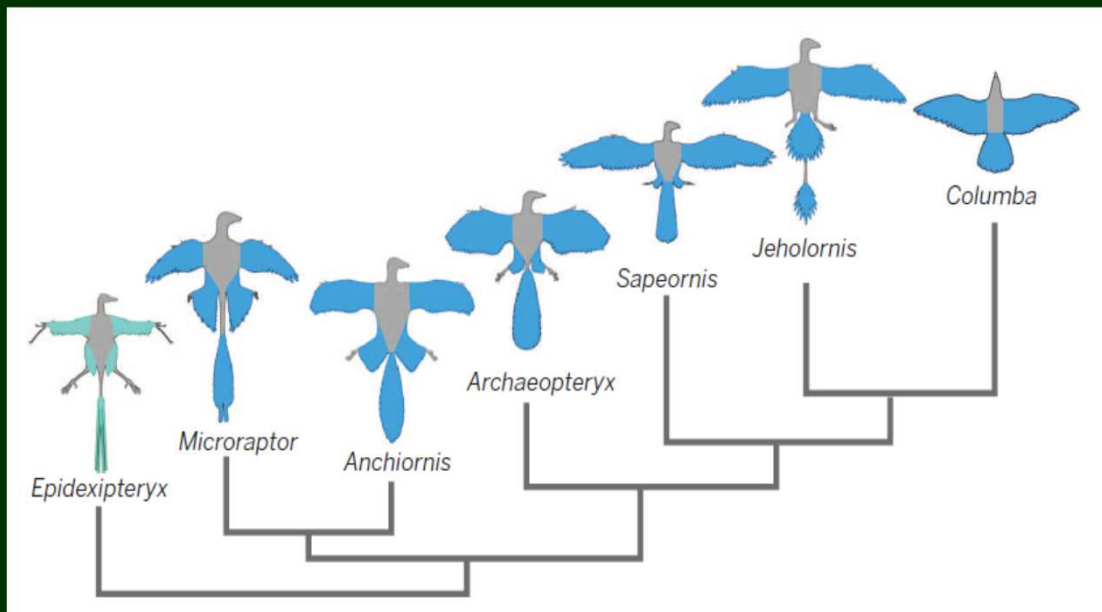 Epidexipteryx
Microraptor
Anchiornis
Archaeopteryx
Sapeornis
Jeholornis
Columba